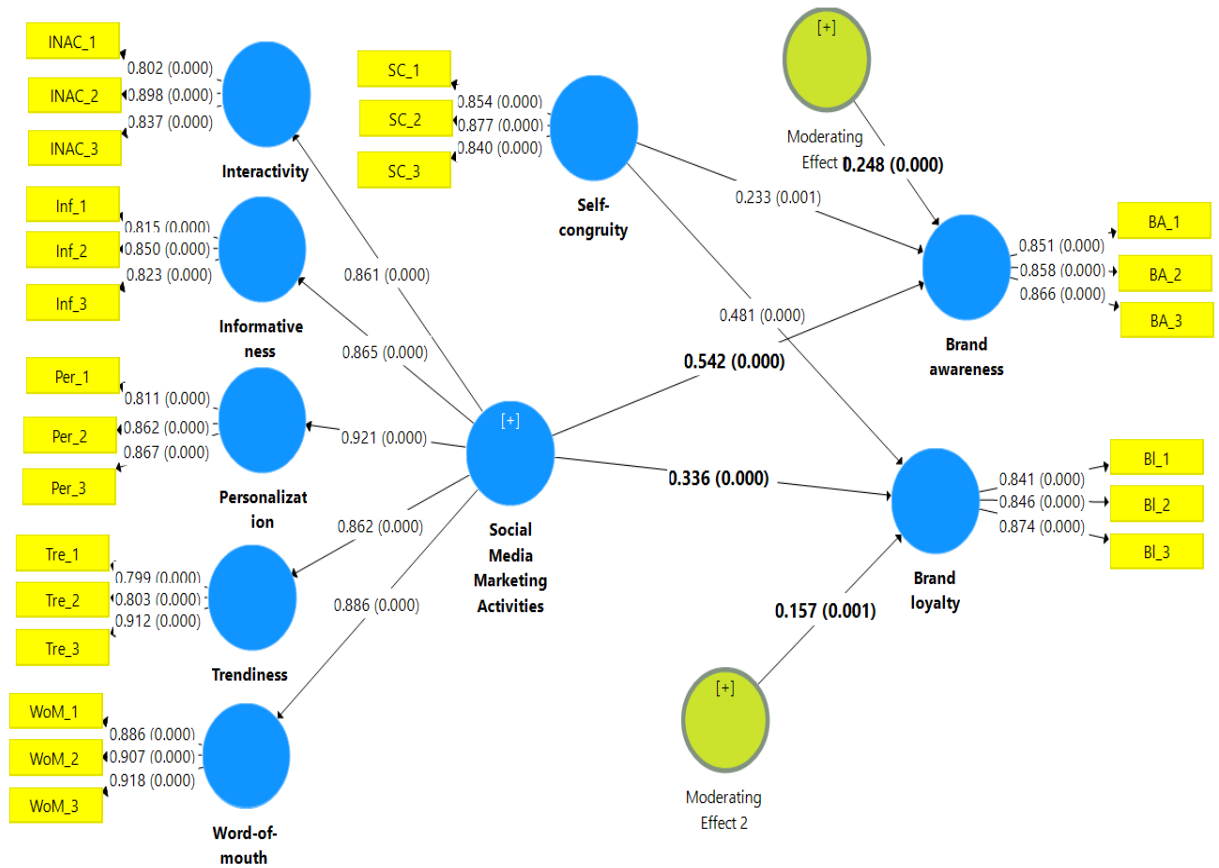 INAC_1
0.802 (0.000)
INAC_2
0.898 (0.000)
0.837 (0.000)
INAC_3
Interactivity
Inf_1
0.815 (0.000)
Inf_2
0.850 (0.000)
0.823 (0.000)
Inf_3
Informative
ness
Per_1
0.811 (0.000)
Per_2
0.862 (0.000)
0.867 (0.000)
Per_3
Personalizat
ion
Tre_1
0.799 (0.000)
Tre_2
0.803 (0.000)
0.912 (0.000)
Tre_3
Trendiness
WoM_1
0.886 (0.000)
WoM_2
0.907 (0.000)
0.918 (0.000)
WoM_3
Word-of-
mouth
0.861 (0.000)
0.865 (0.000)
0.921 (0.000)
0.862 (0.000)
0.886 (0.000)
[+]
Social
Media
Marketing
Activities
SC_1
0.854 (0.000)
SC_2
0.877 (0.000)
0.840 (0.000)
SC_3
Self-
congruity
[+]
Moderating
Effect
0.248 (0.000)
0.233 (0.001)
0.481 (0.000)
0.542 (0.000)
0.336 (0.000)
0.157 (0.001)
[+]
Moderating
Effect 2
Brand
awareness
BA_1
0.851 (0.000)
BA_2
0.858 (0.000)
0.866 (0.000)
BA_3
Brand
loyalty
Bl_1
0.841 (0.000)
Bl_2
0.846 (0.000)
0.874 (0.000)
Bl_3